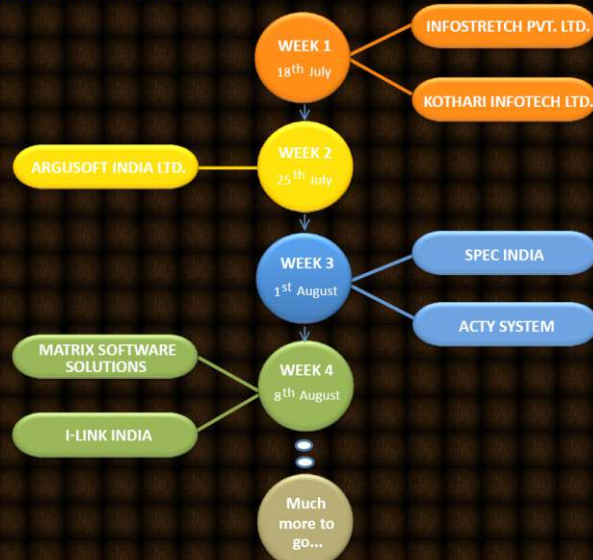 WEEK 1
18th July
INFOSTRETCH PVT. LTD.
KOTHARI INFOTECH LTD.
WEEK 2
25th July
ARGUSOFT INDIA LTD.
WEEK 3
1st August
SPEC INDIA
ACTY SYSTEM
WEEK 4
8th August
MATRIX SOFTWARE
SOLUTIONS
I-LINK INDIA
Much
more to
go...